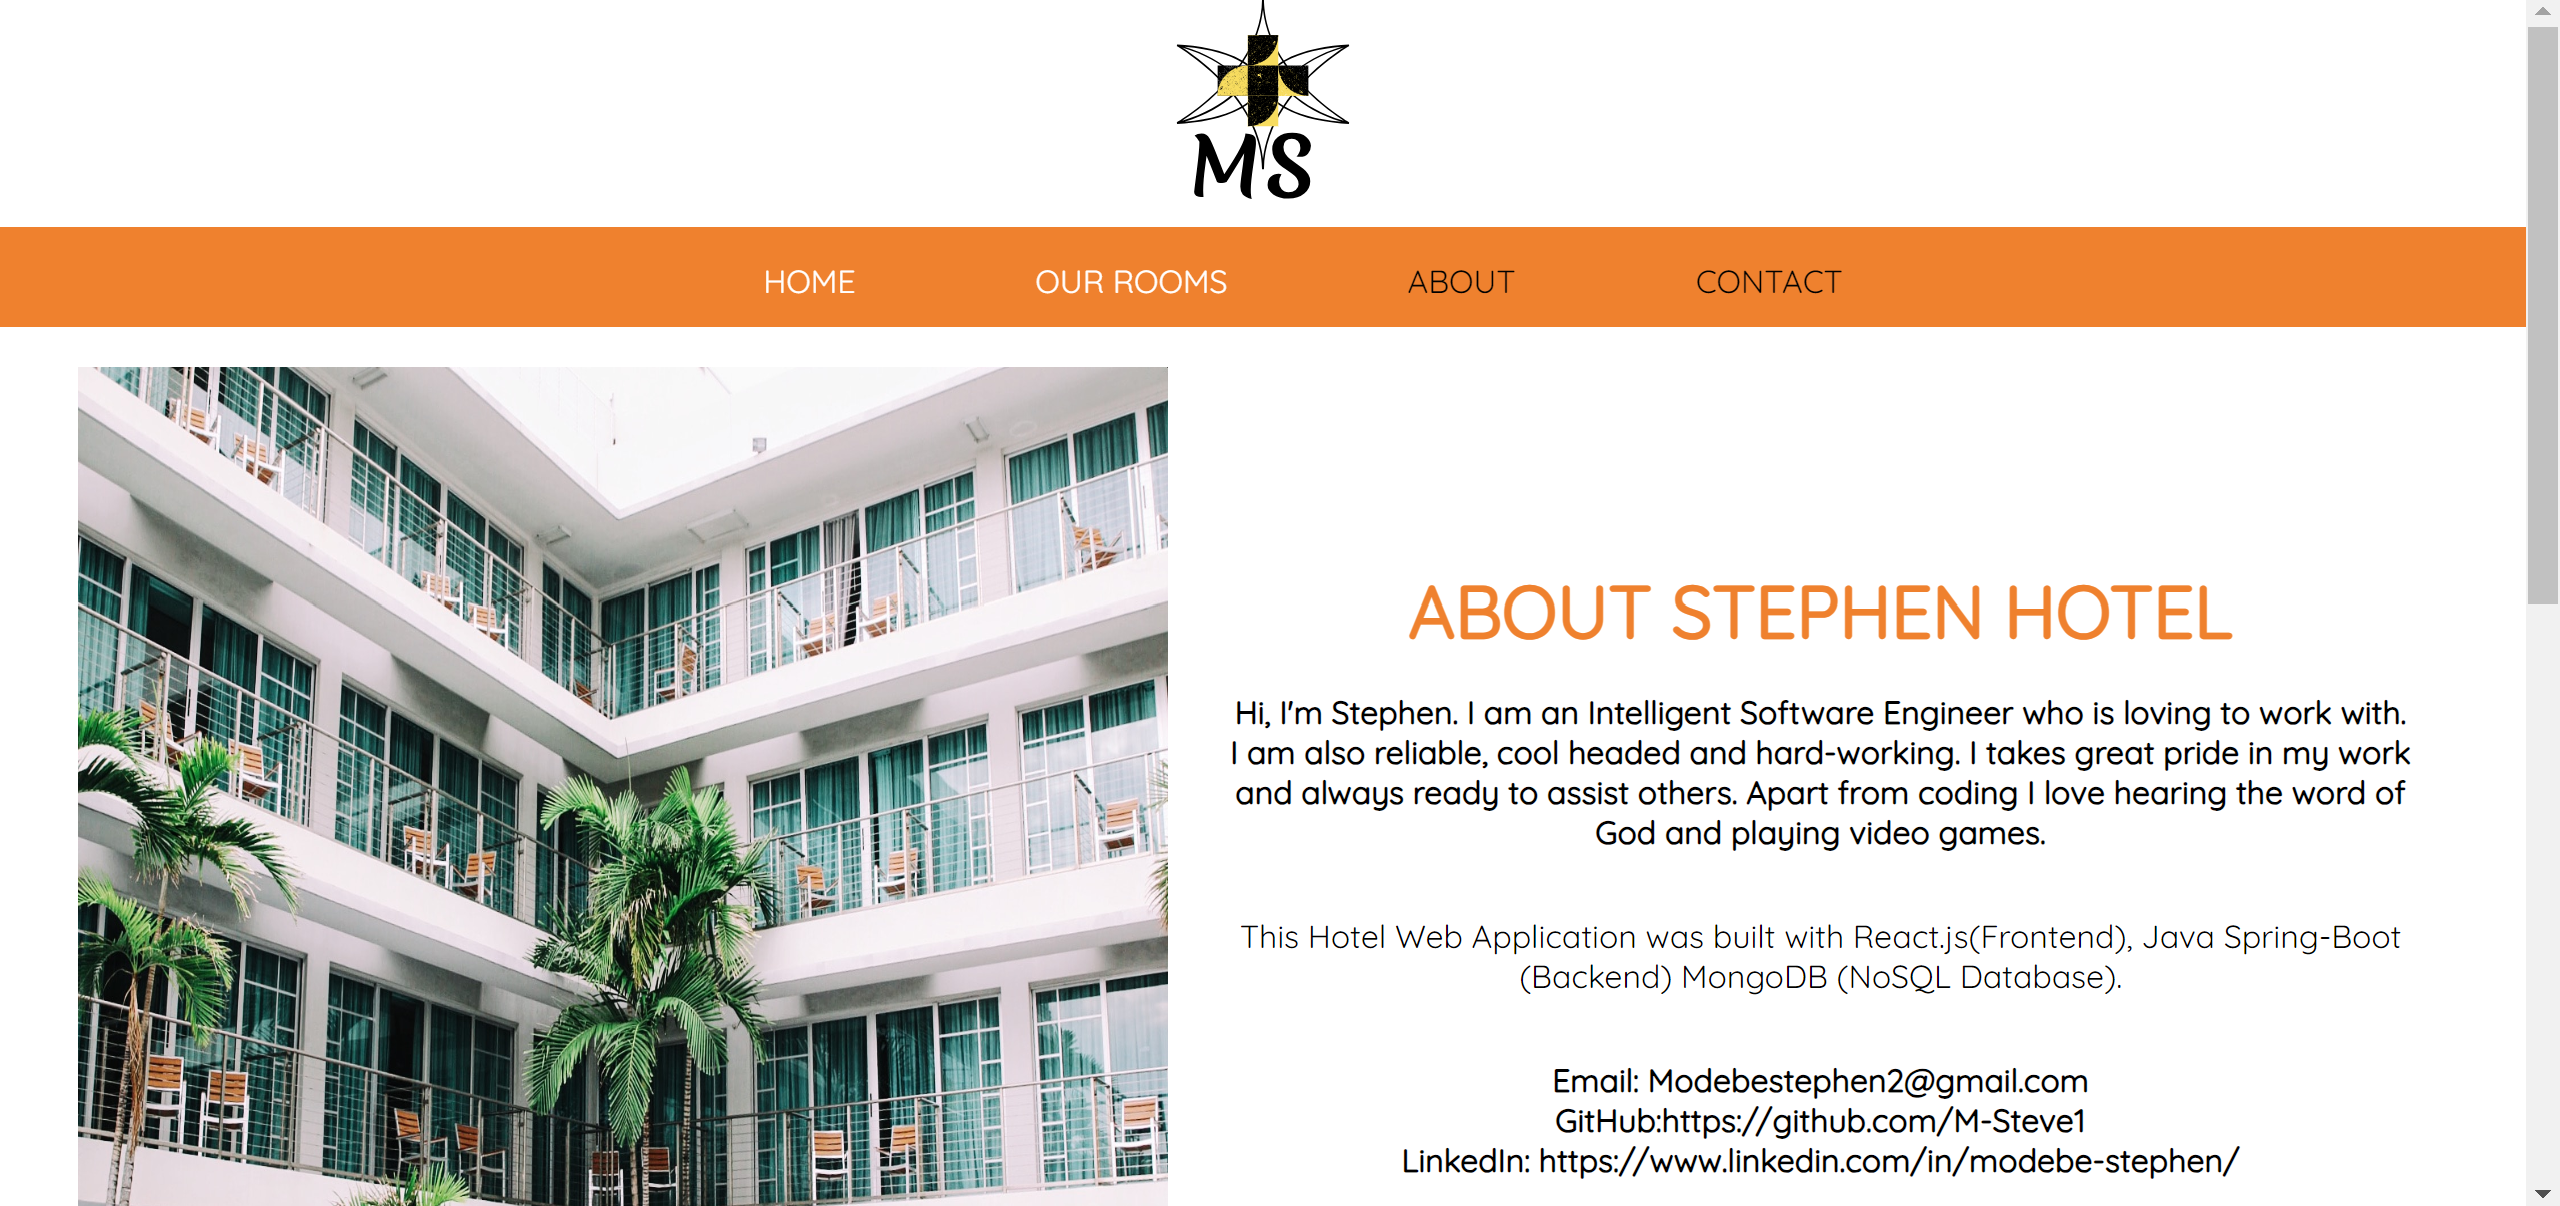 MS
HOME OUR ROOMS ABOUT CONTACT
ABOUT STEPHEN HOTEL
Hi, I'm Stephen. I am an Intelligent Software Engineer who is loving to work with.
I am also reliable, cool headed and hard-working. I takes great pride in my work
and always ready to assist others. Apart from coding I love hearing the word of
God and playing video games.
This Hotel Web Application was built with React.js(Frontend), Java Spring-Boot
(Backend) MongoDB (NoSQL Database).
Email: Modebestephen2@gmail.com
GitHub:https://github.com/M-Steve1
LinkedIn: https://www.linkedin.com/in/modebe-stephen/